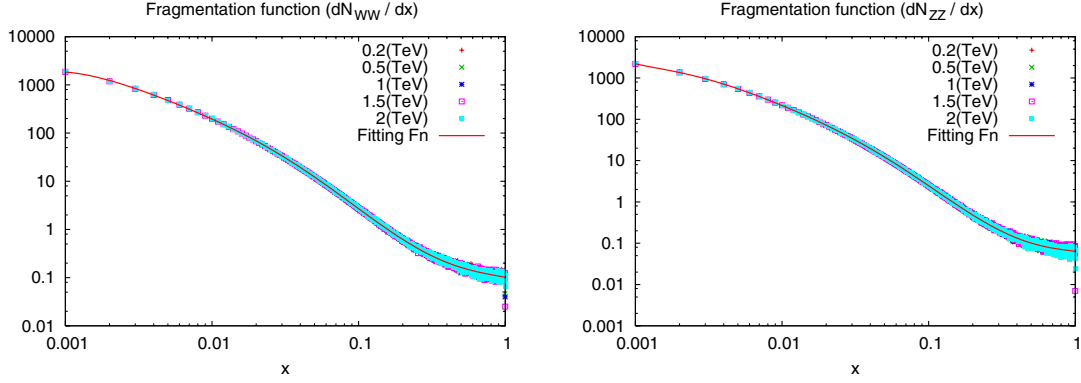 Fragmentation function (dN_WW / dx)
10000
1000
100
10
1
0.1
0.01
0.001
0.01
0.1
1
x
0.2(TeV)
0.5(TeV)
1(TeV)
1.5(TeV)
2(TeV)
Fitting Fn
Fragmentation function (dN_ZZ / dx)
10000
1000
100
10
1
0.1
0.01
0.001
0.001
0.01
0.1
1
x
0.2(TeV)
0.5(TeV)
1(TeV)
1.5(TeV)
2(TeV)
Fitting Fn